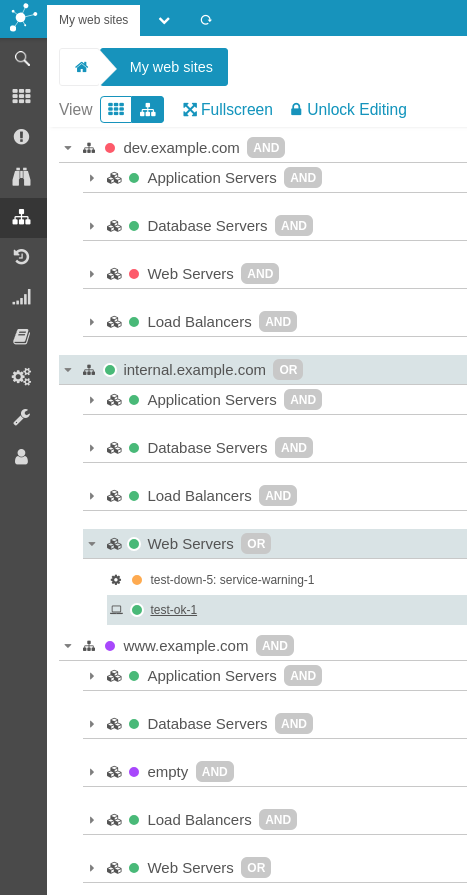 My web sites
My web sites
View Fullscreen Unlock Editing
dev.example.com AND
Application Servers AND
Database Servers AND
Web Servers AND
Load Balancers AND
internal.example.com OR
Application Servers AND
Database Servers AND
Load Balancers AND
Web Servers OR
test-down-5: service-warning-1
test-ok-1
www.example.com AND
Application Servers AND
Database Servers AND
empty AND
Load Balancers AND
Web Servers OR